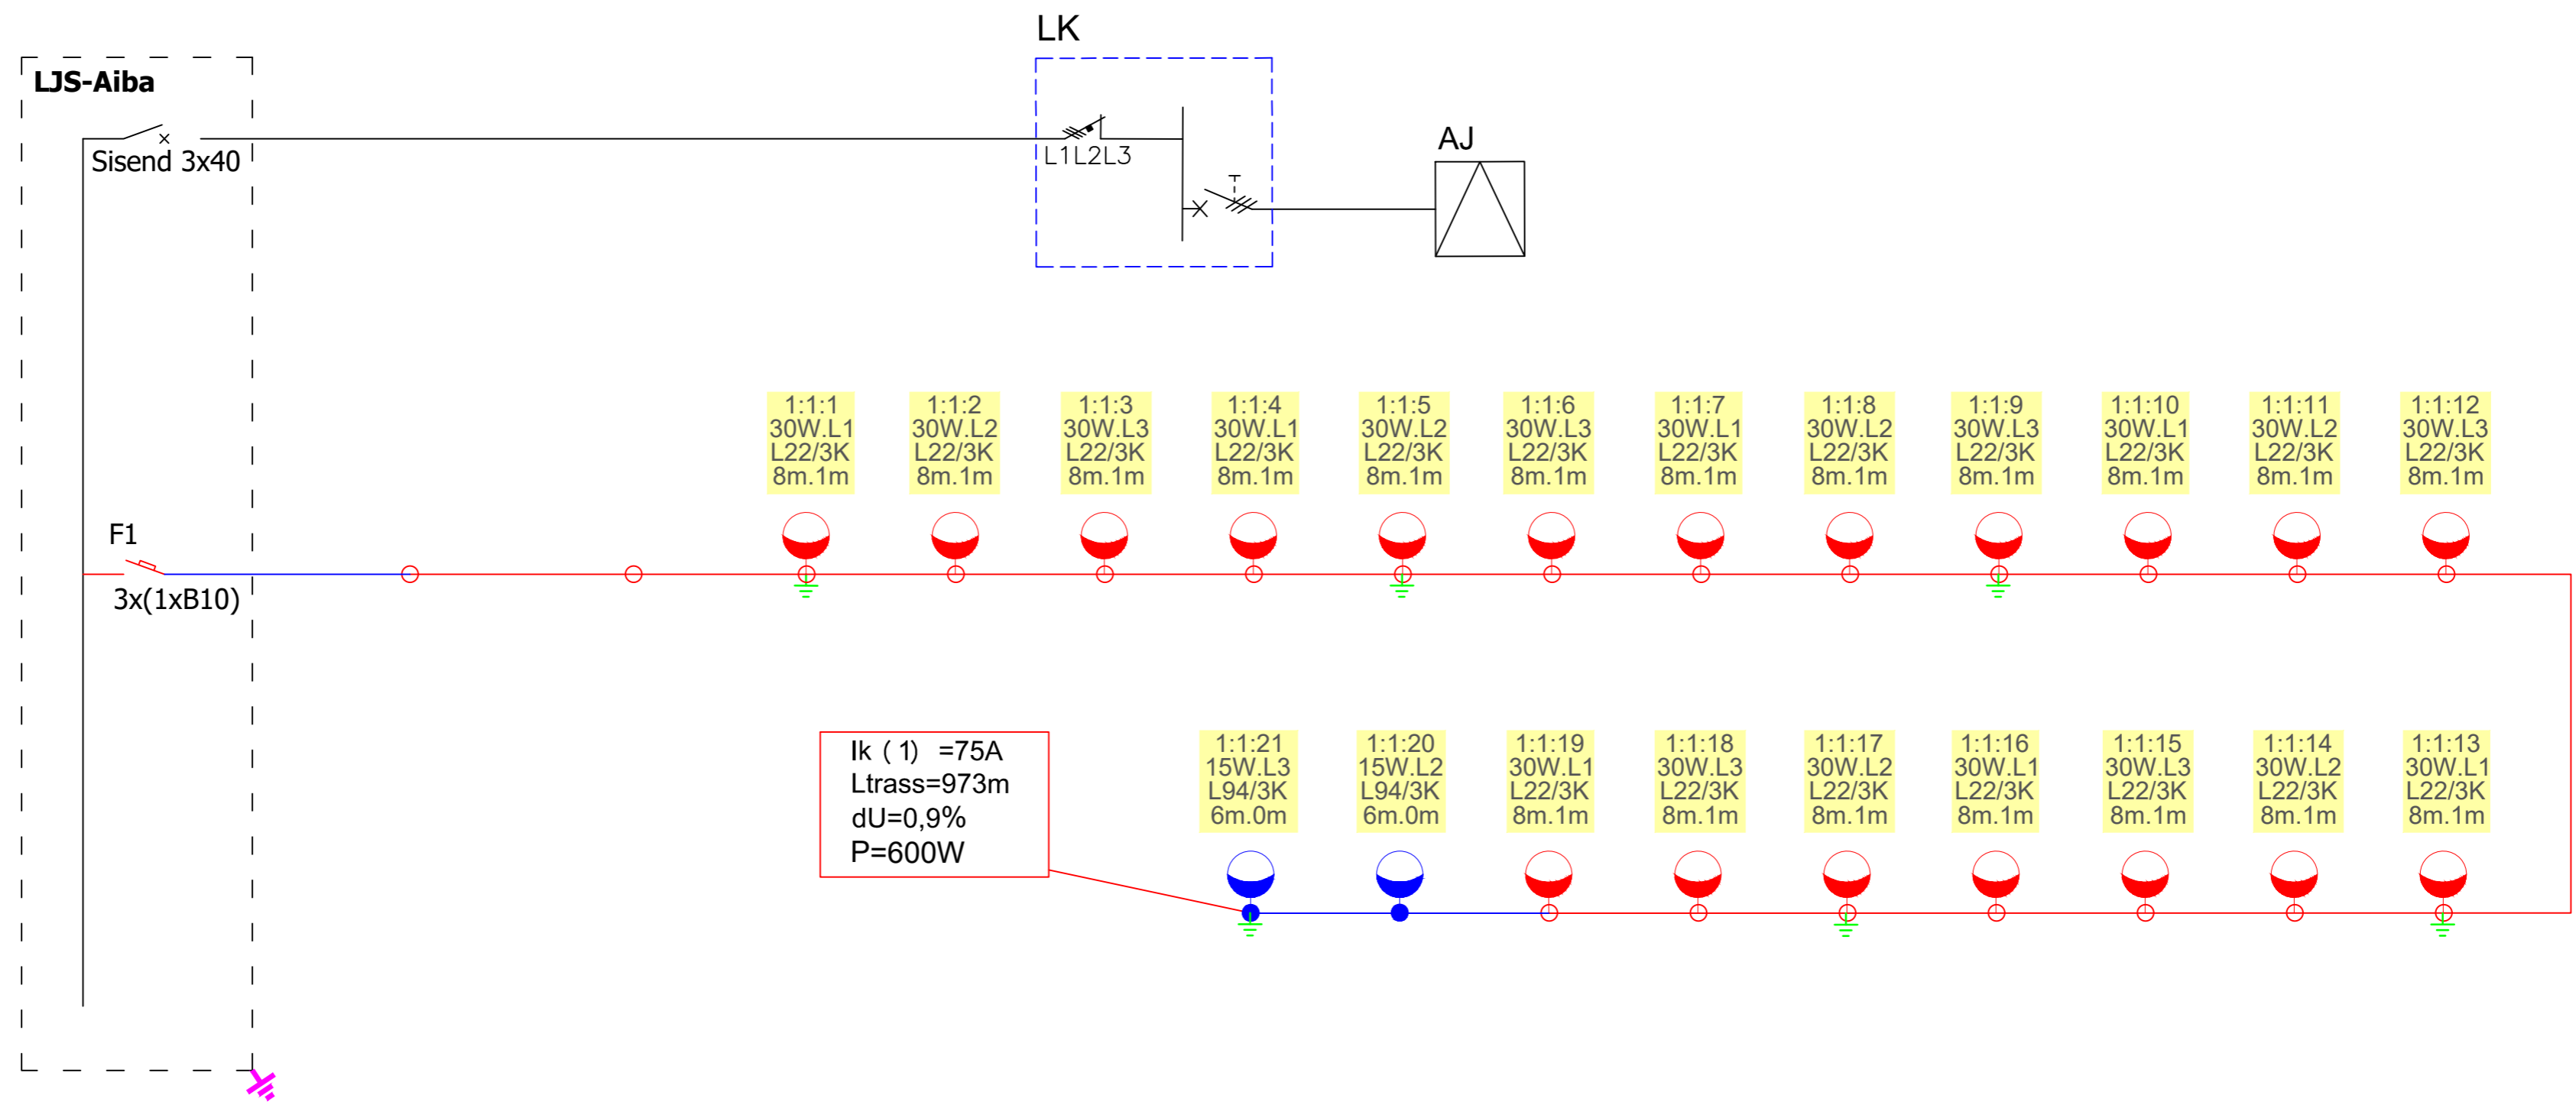 LK
LJS-Aiba
Sisend 3x40
L1L2L3
AJ
1:1:1
30W.L1
L22/3K
8m.1m
1:1:2
30W.L2
L22/3K
8m.1m
1:1:3
30W.L3
L22/3K
8m.1m
1:1:4
30W.L1
L22/3K
8m.1m
1:1:5
30W.L2
L22/3K
8m.1m
1:1:6
30W.L3
L22/3K
8m.1m
1:1:7
30W.L1
L22/3K
8m.1m
1:1:8
30W.L2
L22/3K
8m.1m
1:1:9
30W.L3
L22/3K
8m.1m
1:1:10
30W.L1
L22/3K
8m.1m
1:1:11
30W.L2
L22/3K
8m.1m
1:1:12
30W.L3
L22/3K
8m.1m
F1
3x(1xB10)
Ik (1) =75A
Ltrass=973m
dU=0,9%
P=600W
1:1:21
15W.L3
L94/3K
6m.0m
1:1:20
15W.L2
L94/3K
6m.0m
1:1:19
30W.L1
L22/3K
8m.1m
1:1:18
30W.L3
L22/3K
8m.1m
1:1:17
30W.L2
L22/3K
8m.1m
1:1:16
30W.L1
L22/3K
8m.1m
1:1:15
30W.L3
L22/3K
8m.1m
1:1:14
30W.L2
L22/3K
8m.1m
1:1:13
30W.L1
L22/3K
8m.1m